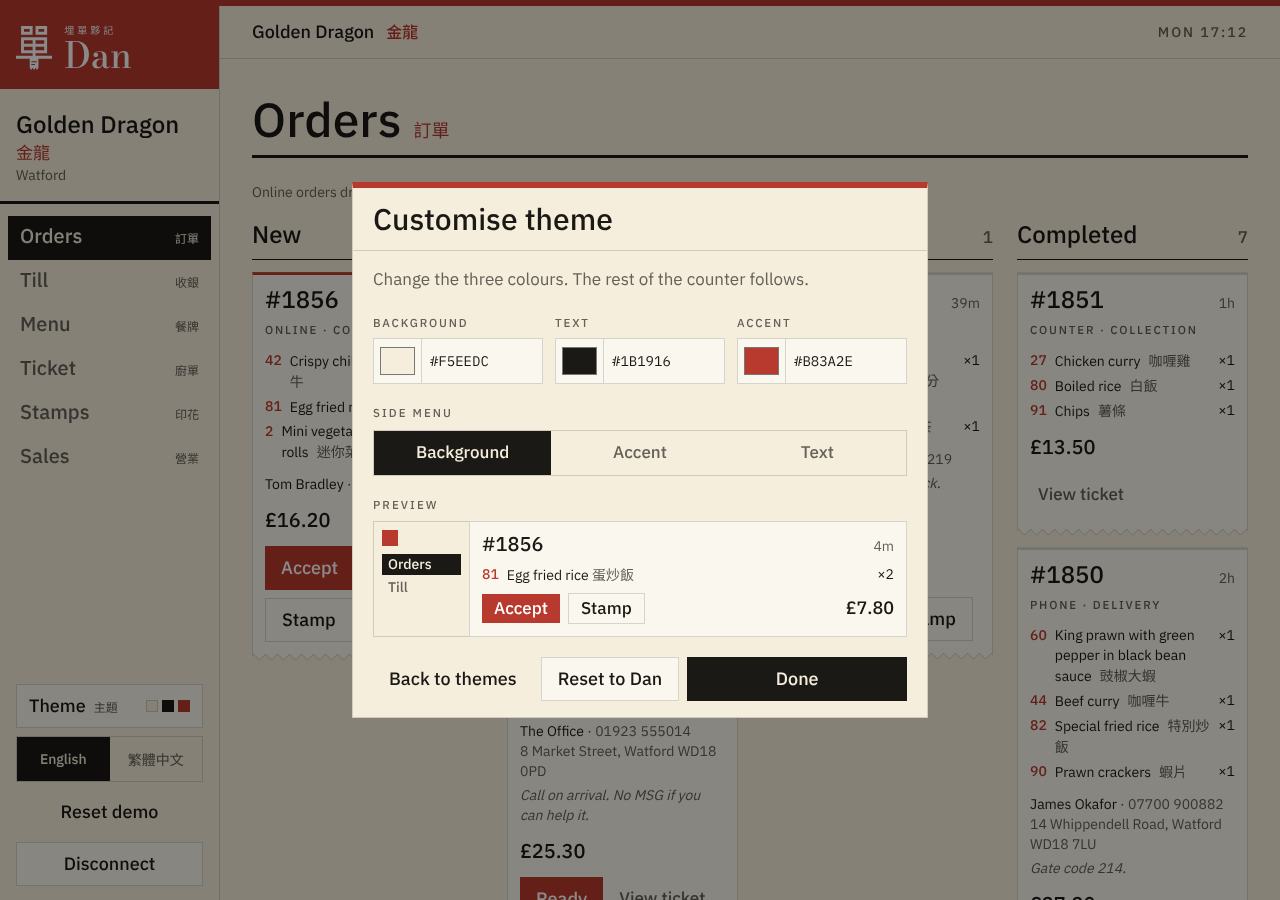 單
埋單夥記
Dan
Golden Dragon
金龍
Watford
Orders 訂單
Till 收銀
Menu 餐牌
Ticket 廚單
Stamps 印花
Sales 營業
Theme 主題
English 繁體中文
Reset demo
Disconnect
Golden Dragon 金龍
MON 17:12
Orders 訂單
Online orders
New
#1856
ONLINE
42 Crispy
牛
81 Egg fried
2 Mini
rolls
Tom Bradley ·
£16.20
Accept
Stamp
Customise theme
Change the three colours. The rest of the counter follows.
BACKGROUND TEXT ACCENT
#F5EEDC #1B1916 #B83A2E
SIDE MENU
Background Accent Text
PREVIEW
Orders
Till
#1856 4m
81 Egg fried rice 蛋炒飯 ×2
Accept Stamp £7.80
Back to themes Reset to Dan Done
The Office · 01923 555014
8 Market Street, Watford WD18
0PD
Call on arrival. No MSG if you
can help it.
£25.30
Ready View ticket
1
39m
×1
分
×1
219
Completed 7
#1851 1h
COUNTER · COLLECTION
27 Chicken curry 咖喱雞 ×1
80 Boiled rice 白飯 ×1
91 Chips 薯條 ×1
£13.50
View ticket
#1850 2h
PHONE · DELIVERY
60 King prawn with green ×1
pepper in black bean
sauce 豉椒大蝦
44 Beef curry 咖喱牛 ×1
82 Special fried rice 特別炒 ×1
飯
90 Prawn crackers 蝦片 ×1
James Okafor · 07700 900882
14 Whippendell Road, Watford
WD18 7LU
Gate code 214.